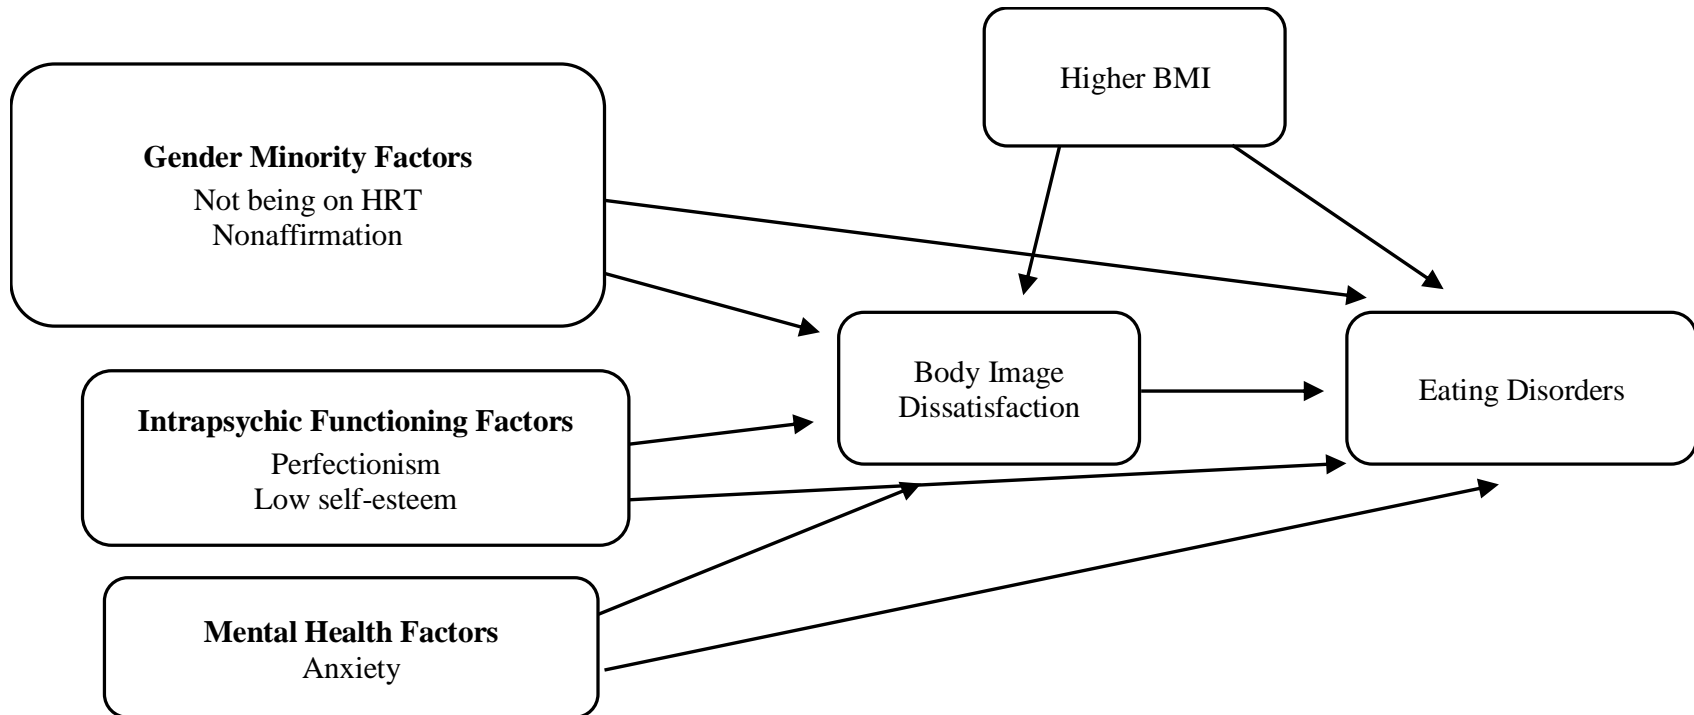 Higher BMI
Gender Minority Factors
Not being on HRT
Nonaffirmation
Body Image
Dissatisfaction
Eating Disorders
Intrapsychic Functioning Factors
Perfectionism
Low self-esteem
Mental Health Factors
Anxiety